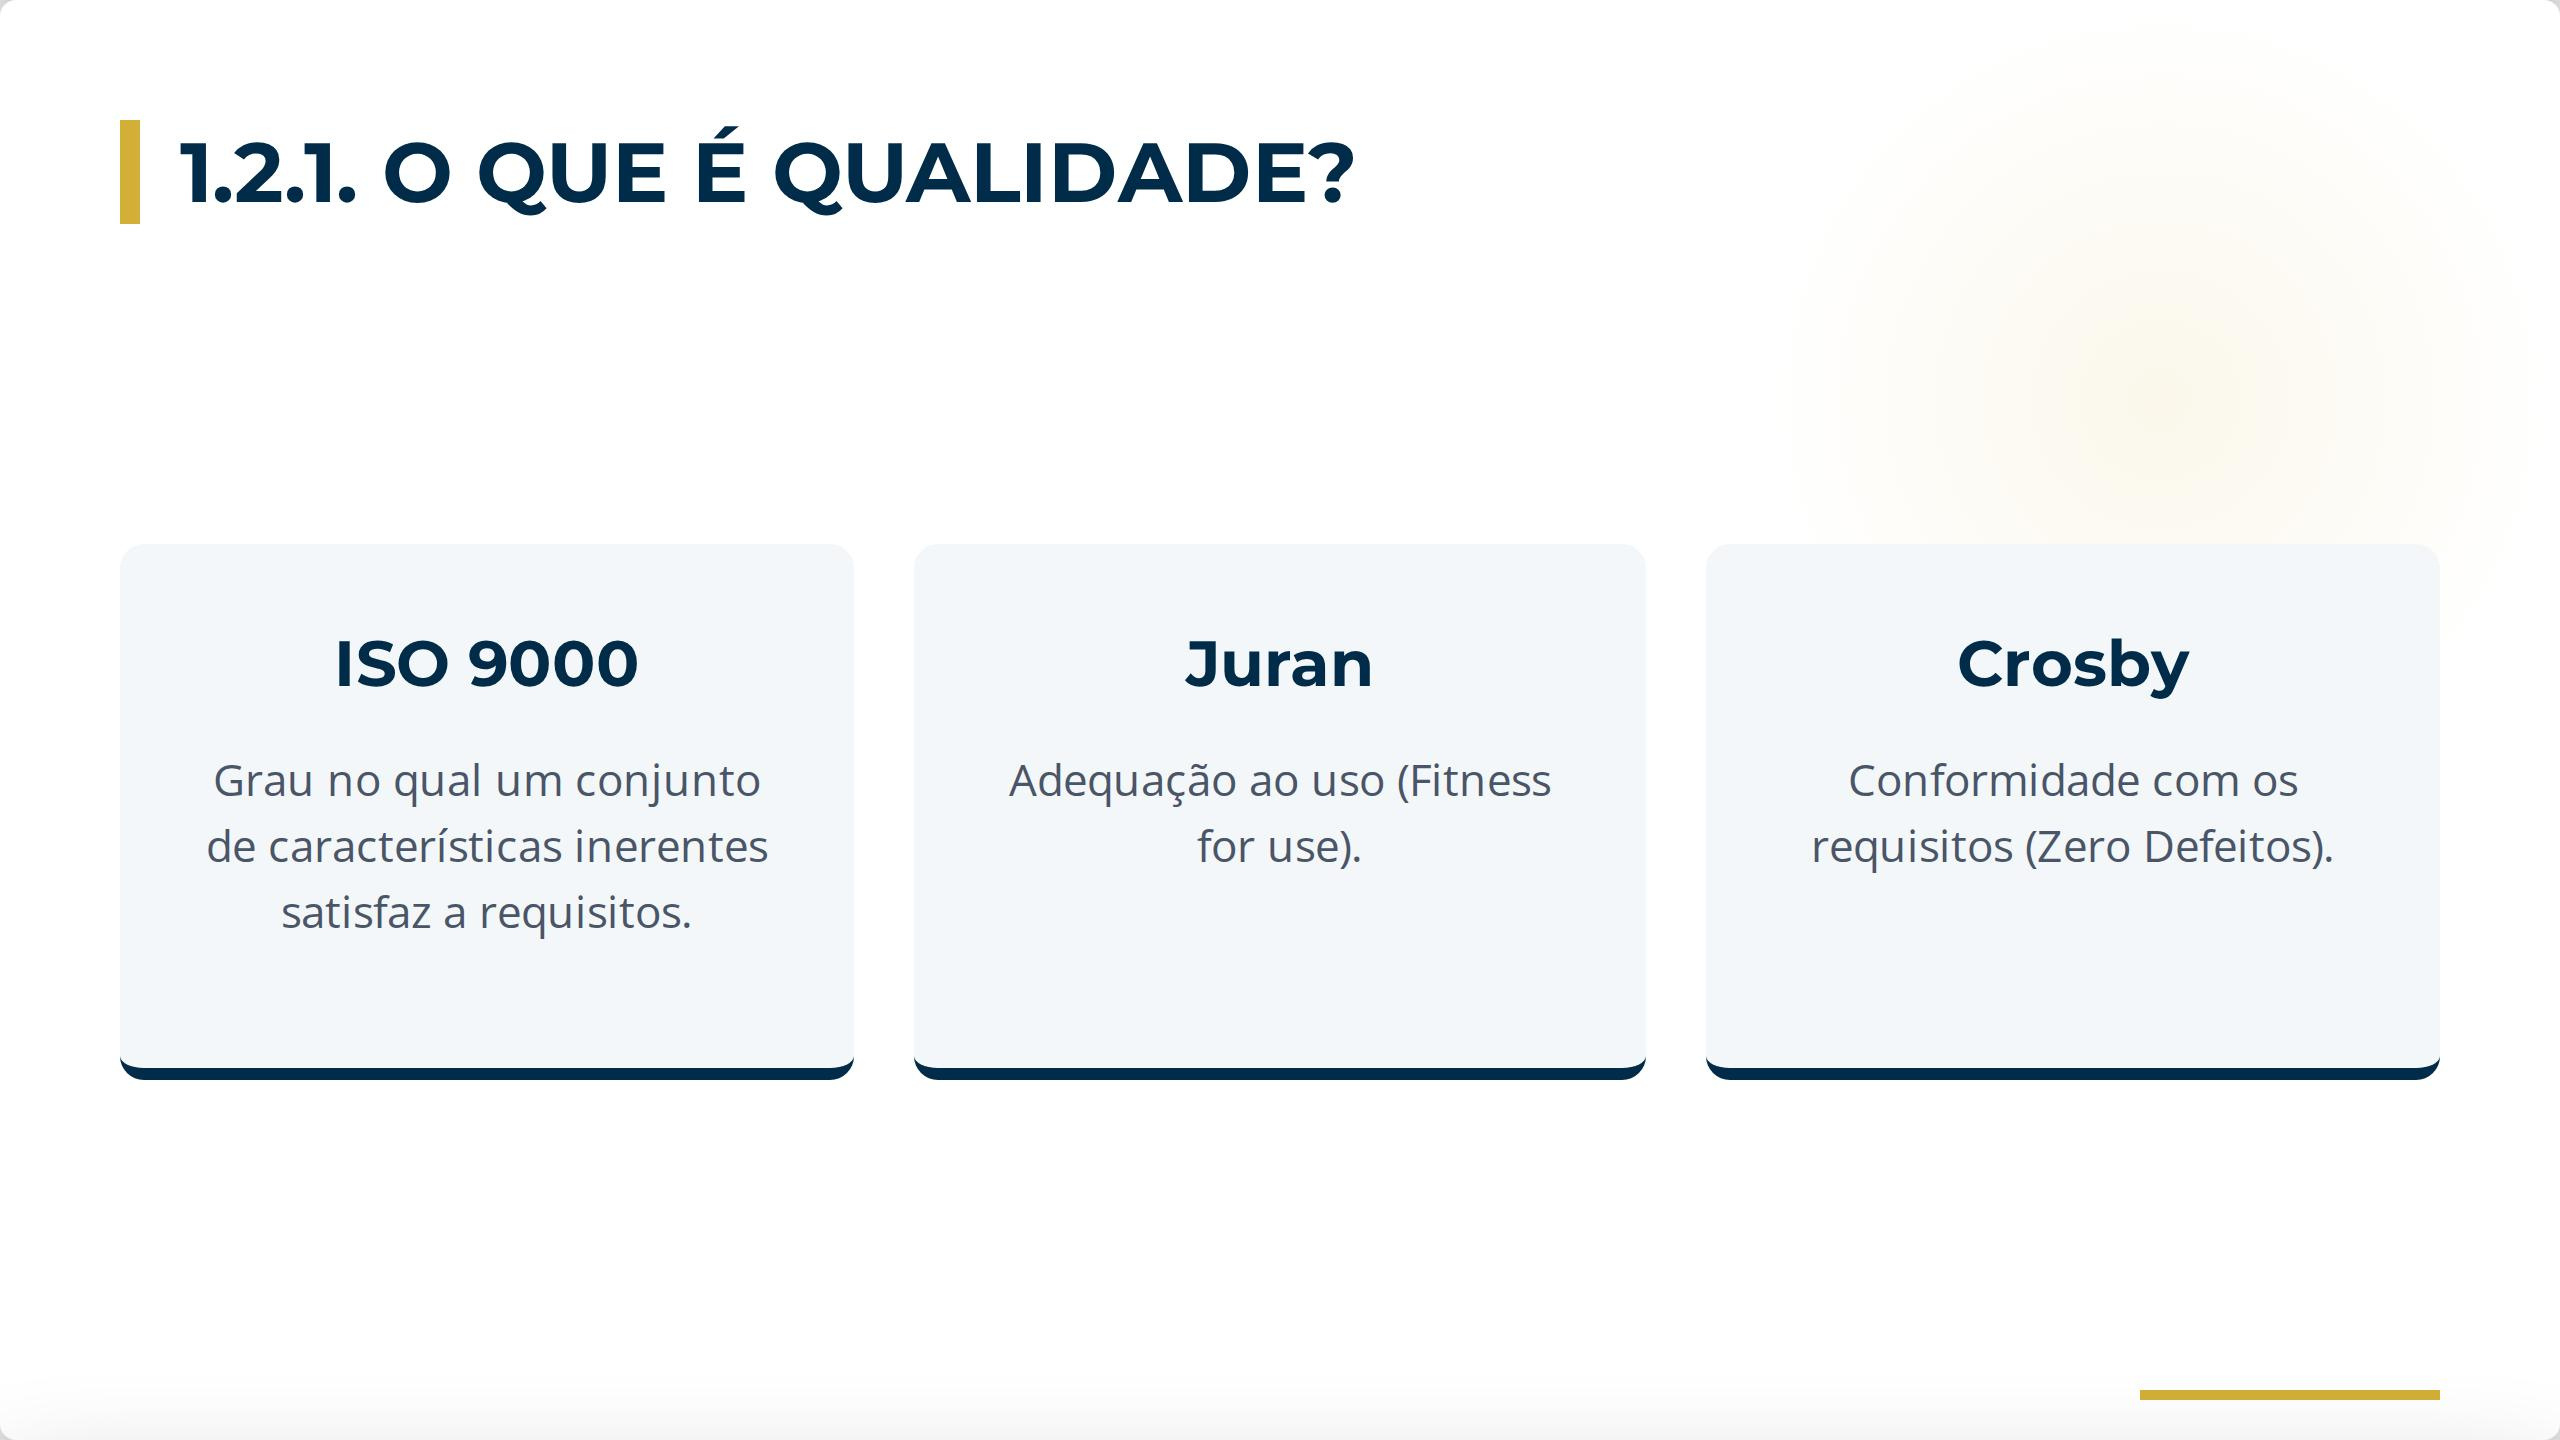 1.2.1. O QUE É QUALIDADE?
ISO 9000
Grau no qual um conjunto
de características inerentes
satisfaz a requisitos.
Juran
Adequação ao uso (Fitness
for use).
Crosby
Conformidade com os
requisitos (Zero Defeitos).